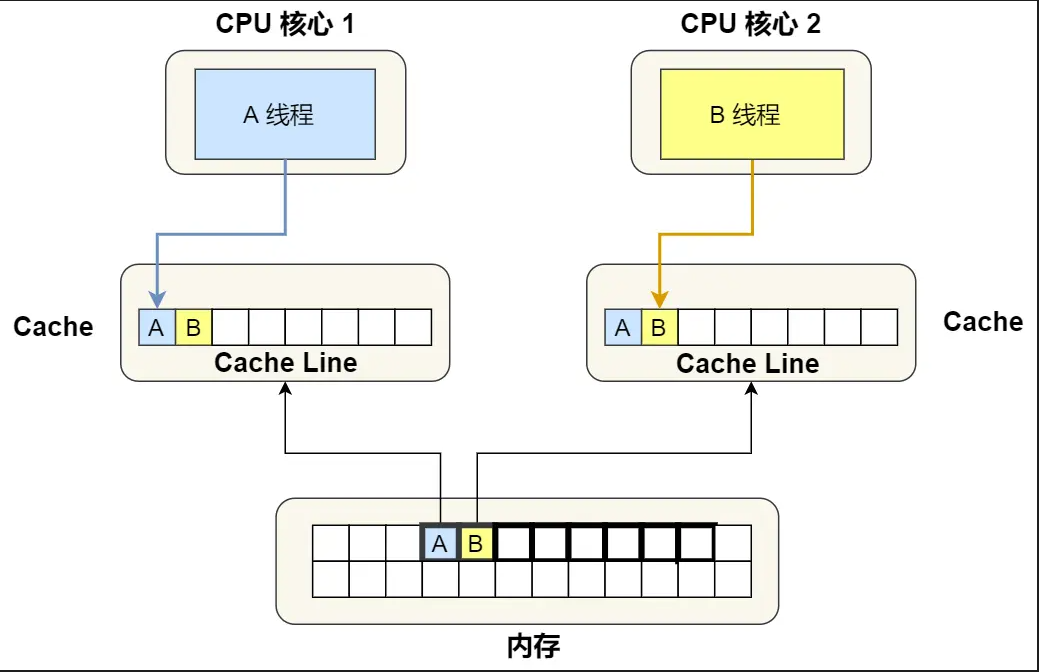 CPU 核心 1
CPU 核心 2
A 线程
B 线程
Cache
A B
Cache Line
A B
Cache Line
Cache
A B
内存